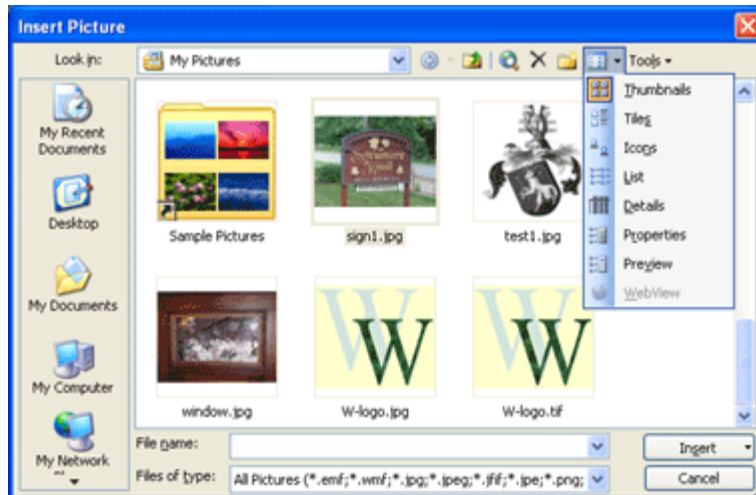 Insert Picture
Look in:
My Pictures
Tools
Thumbnails
Tiles
Icons
List
Details
Properties
Preview
WebView
My Recent
Documents
Desktop
My Documents
My Computer
My Network
Sycamore
Knoll
Sample Pictures
sign1.jpg
test1.jpg
W
W
W
W
window.jpg
W-logo.jpg
W-logo.tif
File name:
Insert
Files of type:
All Pictures (*.emf;*.wmf;*.jpg;*.jpeg;*.jfif;*.jpe;*.png;
Cancel